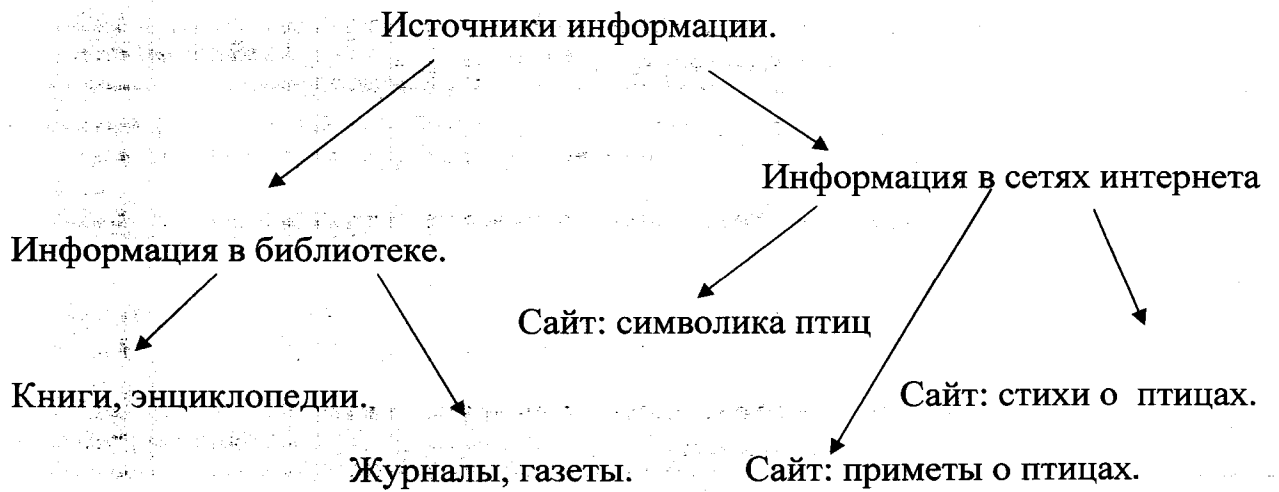 Источники информации.
Информация в сетях интернета
Информация в библиотеке.
Сайт: символика птиц
Книги, энциклопедии.
Сайт: стихи о птицах.
Журналы, газеты.
Сайт: приметы о птицах.